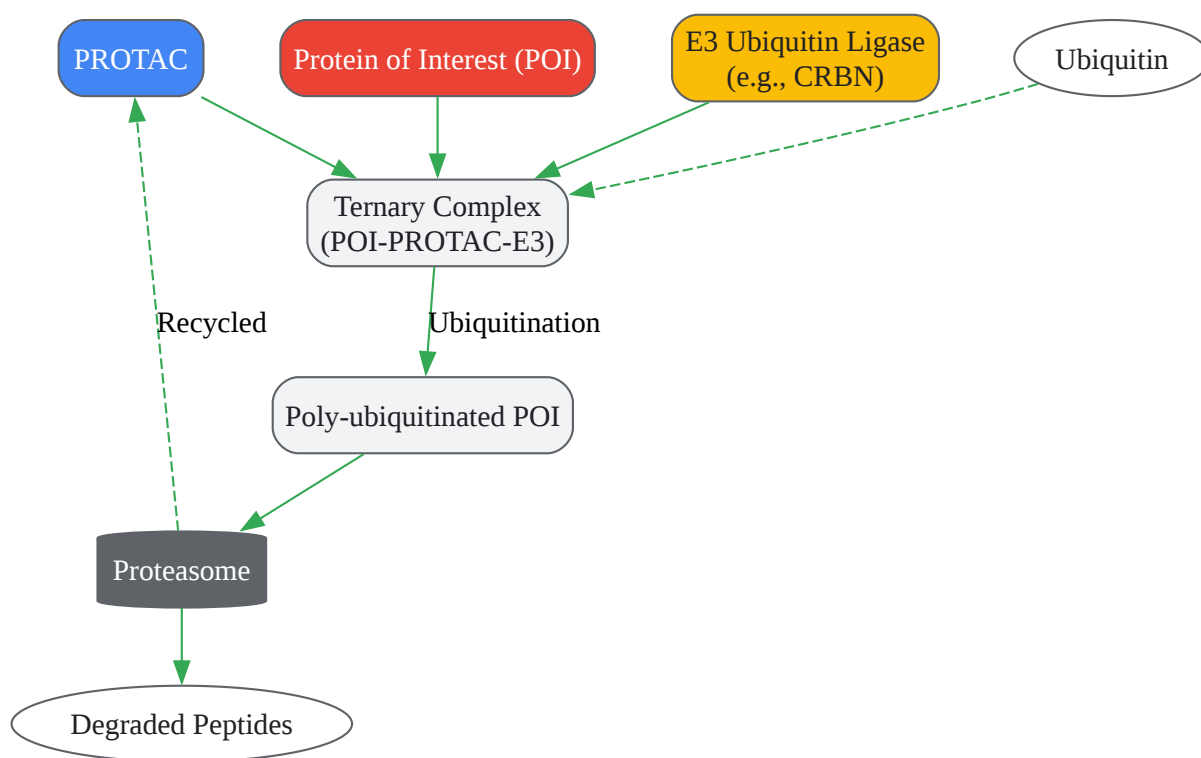 PROTAC
Protein of Interest (POI)
E3 Ubiquitin Ligase
(e.g., CRBN)
Ubiquitin
Ternary Complex
(POI-PROTAC-E3)
Recycled
Ubiquitination
Poly-ubiquitinated POI
Proteasome
Degraded Peptides